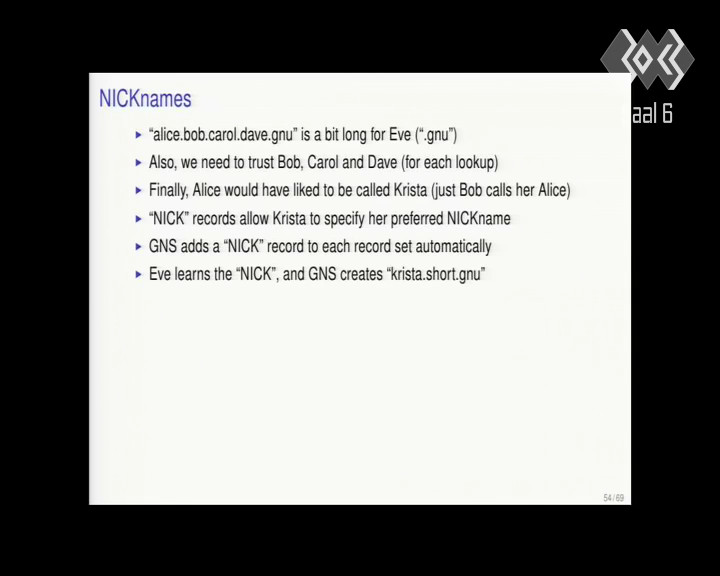 NICKnames
"alice.bob.carol.dave.gnu" is a bit long for Eve (".gnu")
Also, we need to trust Bob, Carol and Dave (for each lookup)
Finally, Alice would have liked to be called Krista (just Bob calls her Alice)
"NICK" records allow Krista to specify her preferred NICKname
GNS adds a "NICK" record to each record set automatically
Eve learns the "NICK", and GNS creates "krista.short.gnu"
54/69
aal 6